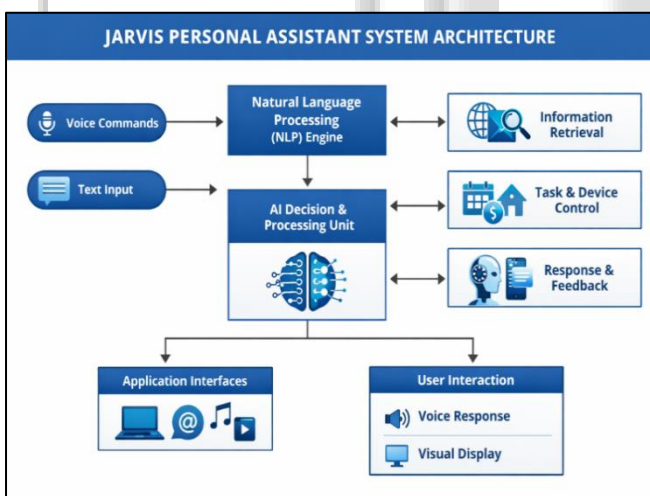 JARVIS PERSONAL ASSISTANT SYSTEM ARCHITECTURE
Voice Commands
Natural Language
Processing
(NLP) Engine
Information
Retrieval
Text Input
AI Decision &
Processing Unit
Task & Device
Control
Response &
Feedback
Application Interfaces
@
User Interaction
Voice Response
Visual Display